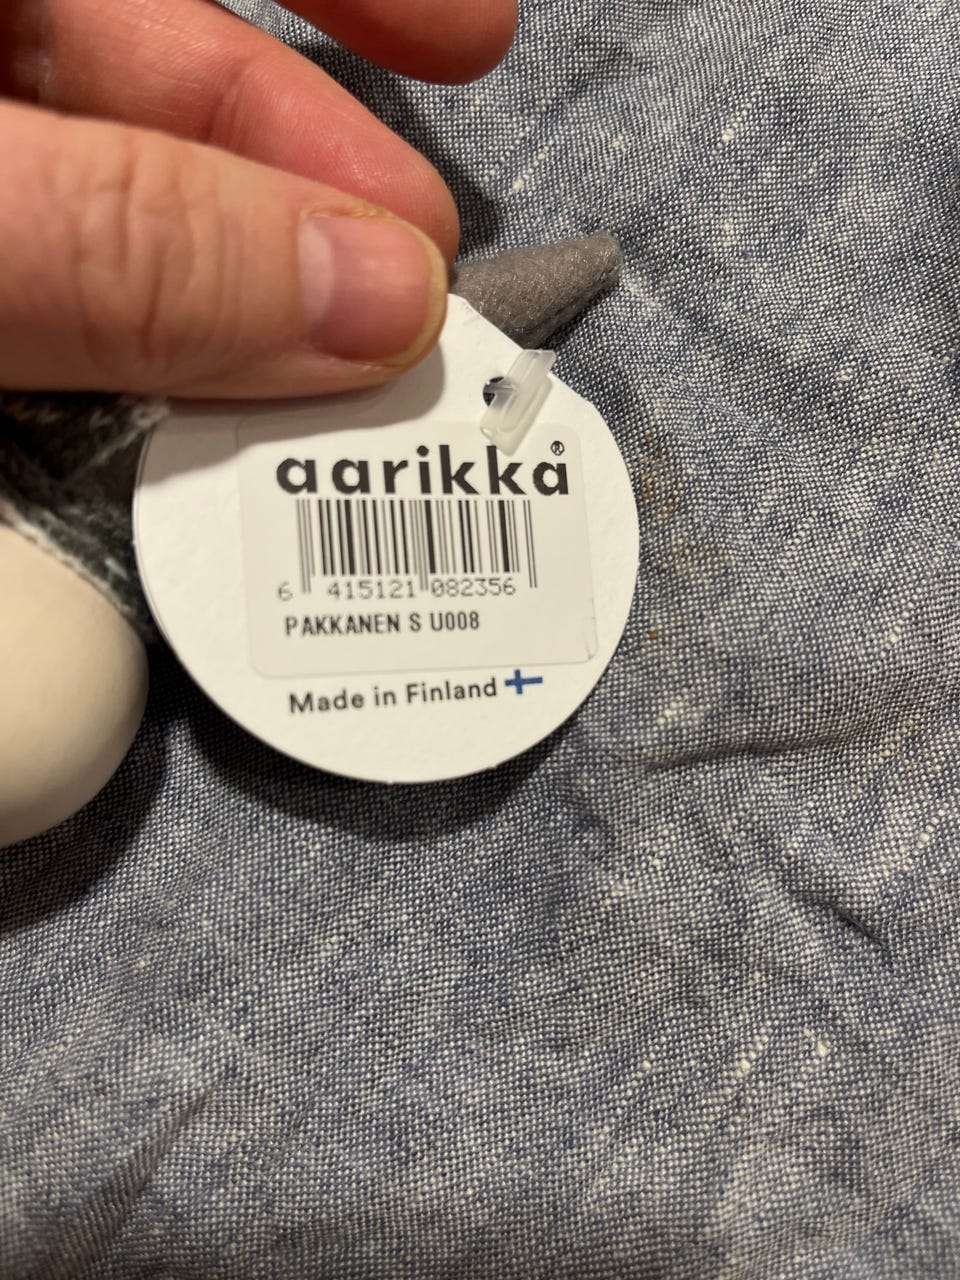 aarikka®
6 415121 082356
PAKKANEN S U008
Made in Finland